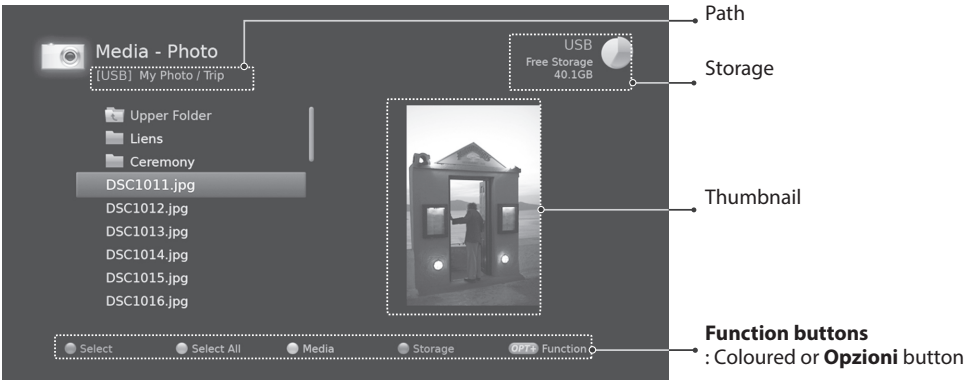 Path
Media - Photo
[USB] My Photo / Trip
USB
Free Storage
40.1GB
Storage
Upper Folder
Liens
Ceremony
DSC1011.jpg
DSC1012.jpg
DSC1013.jpg
DSC1014.jpg
DSC1015.jpg
DSC1016.jpg
Thumbnail
Select
Select All
Media
Storage
OPT+ Function
Function buttons
: Coloured or Opzioni button